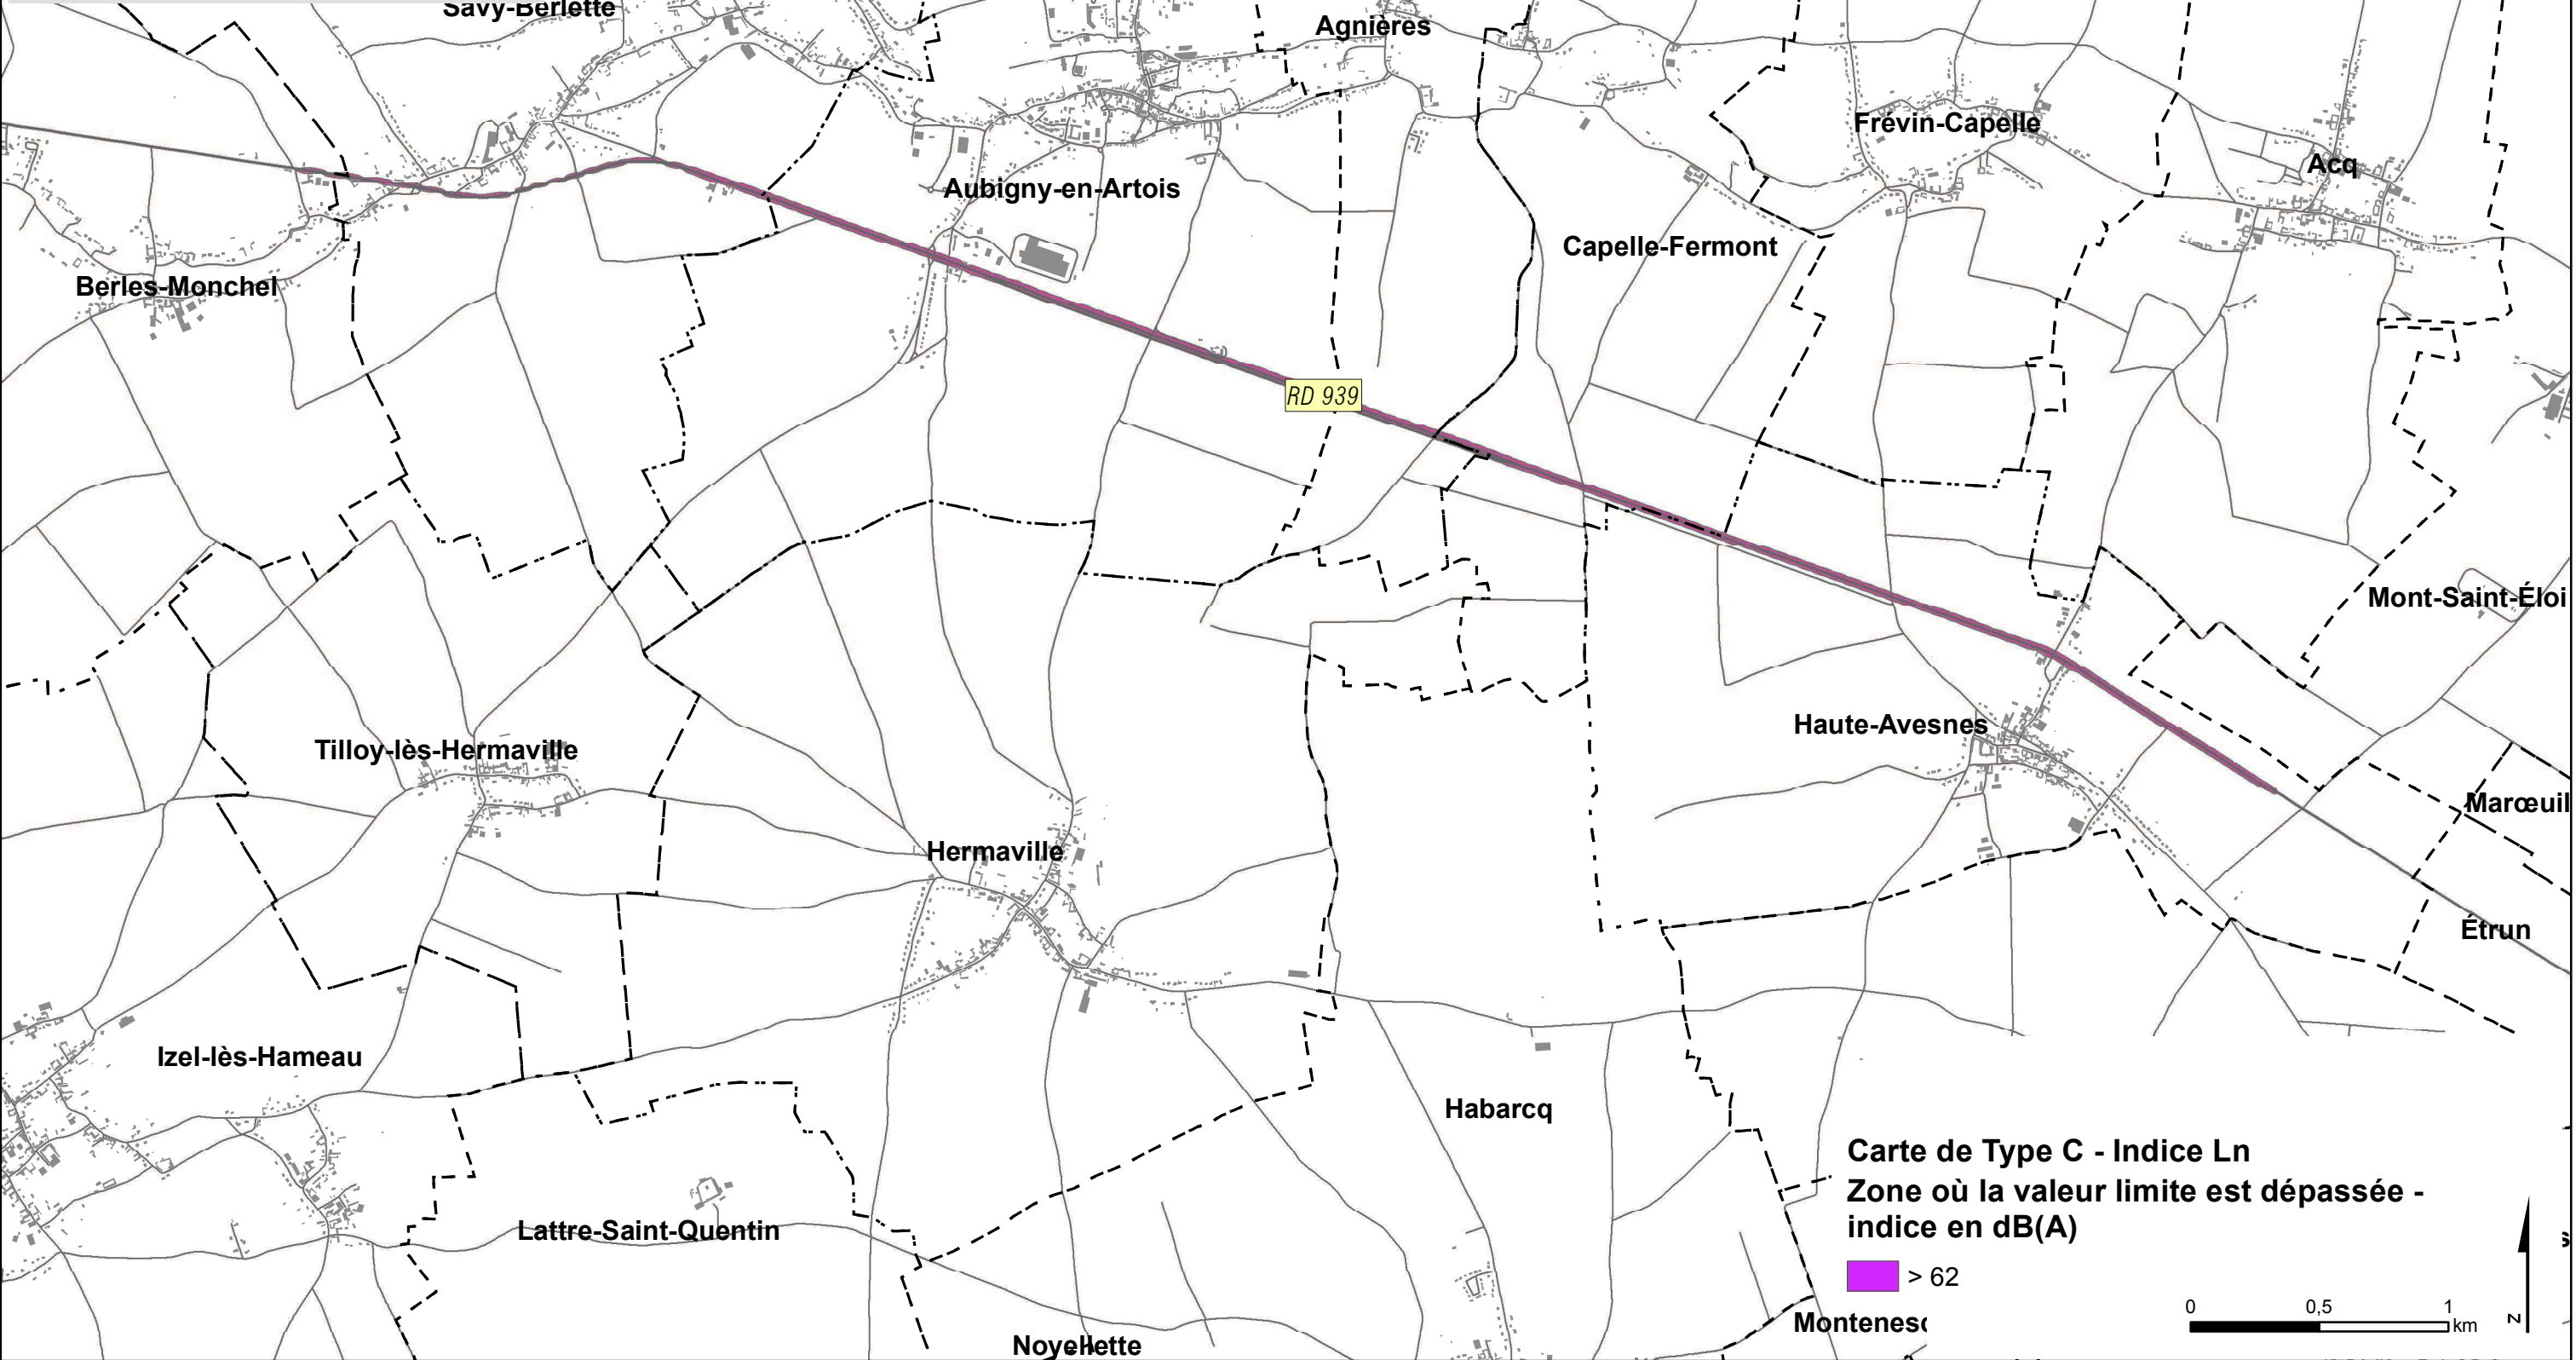 Savy-Berlette
Agnières
Frévin-Capelle
Acq
Aubigny-en-Artois
Capelle-Fermont
Berles-Monchel
RD 939
Mont-Saint-Éloi
Haute-Avesnes
Tilloy-lès-Hermaville
Marœuil
Hermaville
Étrun
Izel-lès-Hameau
Habarcq
Carte de Type C - Indice Ln
Zone où la valeur limite est dépassée -
indice en dB(A)
> 62
Lattre-Saint-Quentin
0 0,5 1
km
N
Noyellette